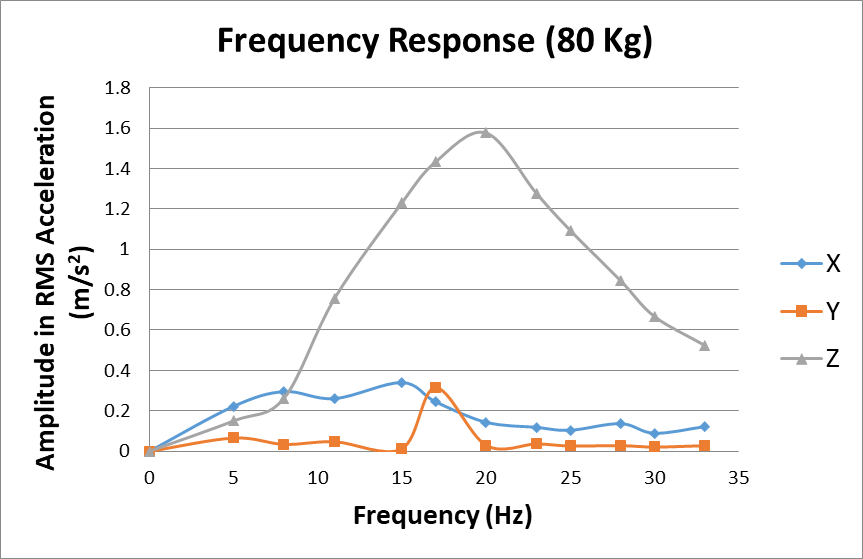 Frequency Response (80 Kg)
Amplitude in RMS Acceleration
(m/s²)
1.8
1.6
1.4
1.2
1
0.8
0.6
0.4
0.2
0
0 5 10 15 20 25 30 35
Frequency (Hz)
X
Y
Z